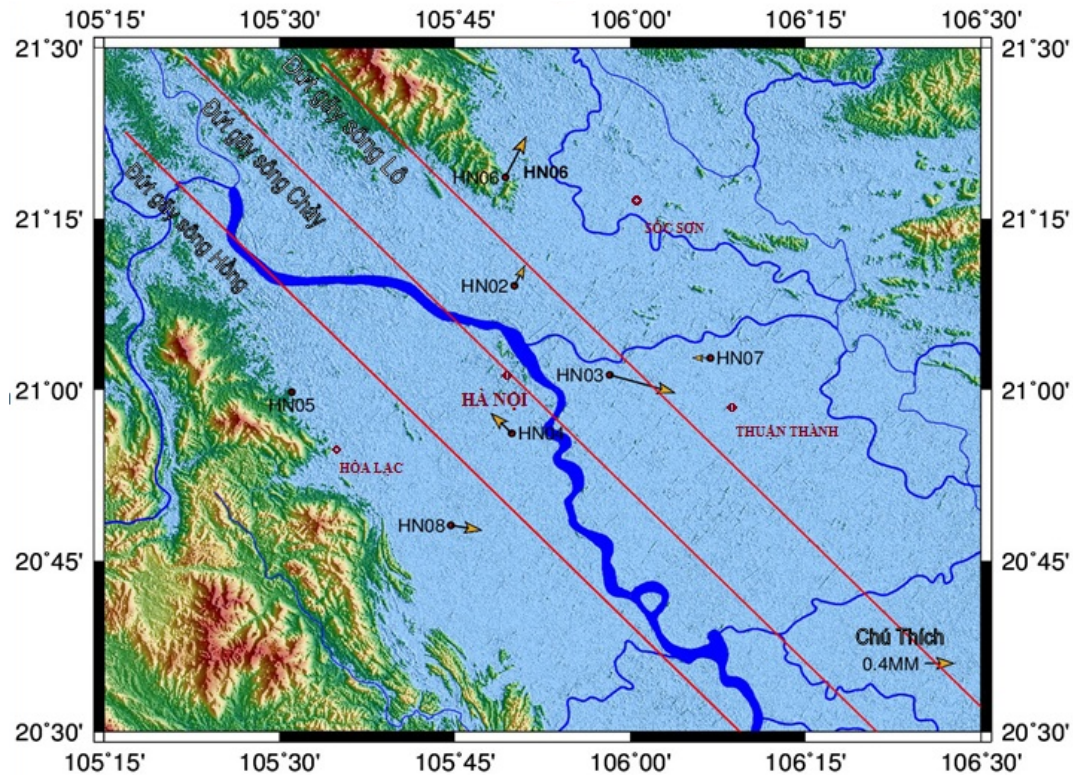 105˚15' 105˚30' 105˚45' 106˚00' 106˚15' 106˚30'
21˚30' 21˚30'
Đứt gãy sông Lô
Đứt gãy sông Chảy
Đứt gãy sông Hồng
HN06 HN06
21˚15' 21˚15'
SÓC SƠN
HN02
HN07
HN03
21˚00' 21˚00'
HN05
HÀ NỘI
HN04
THUẬN THÀNH
HÒA LẠC
HN08
20˚45' 20˚45'
Chú Thích
0.4MM
20˚30' 20˚30'
105˚15' 105˚30' 105˚45' 106˚00' 106˚15' 106˚30'